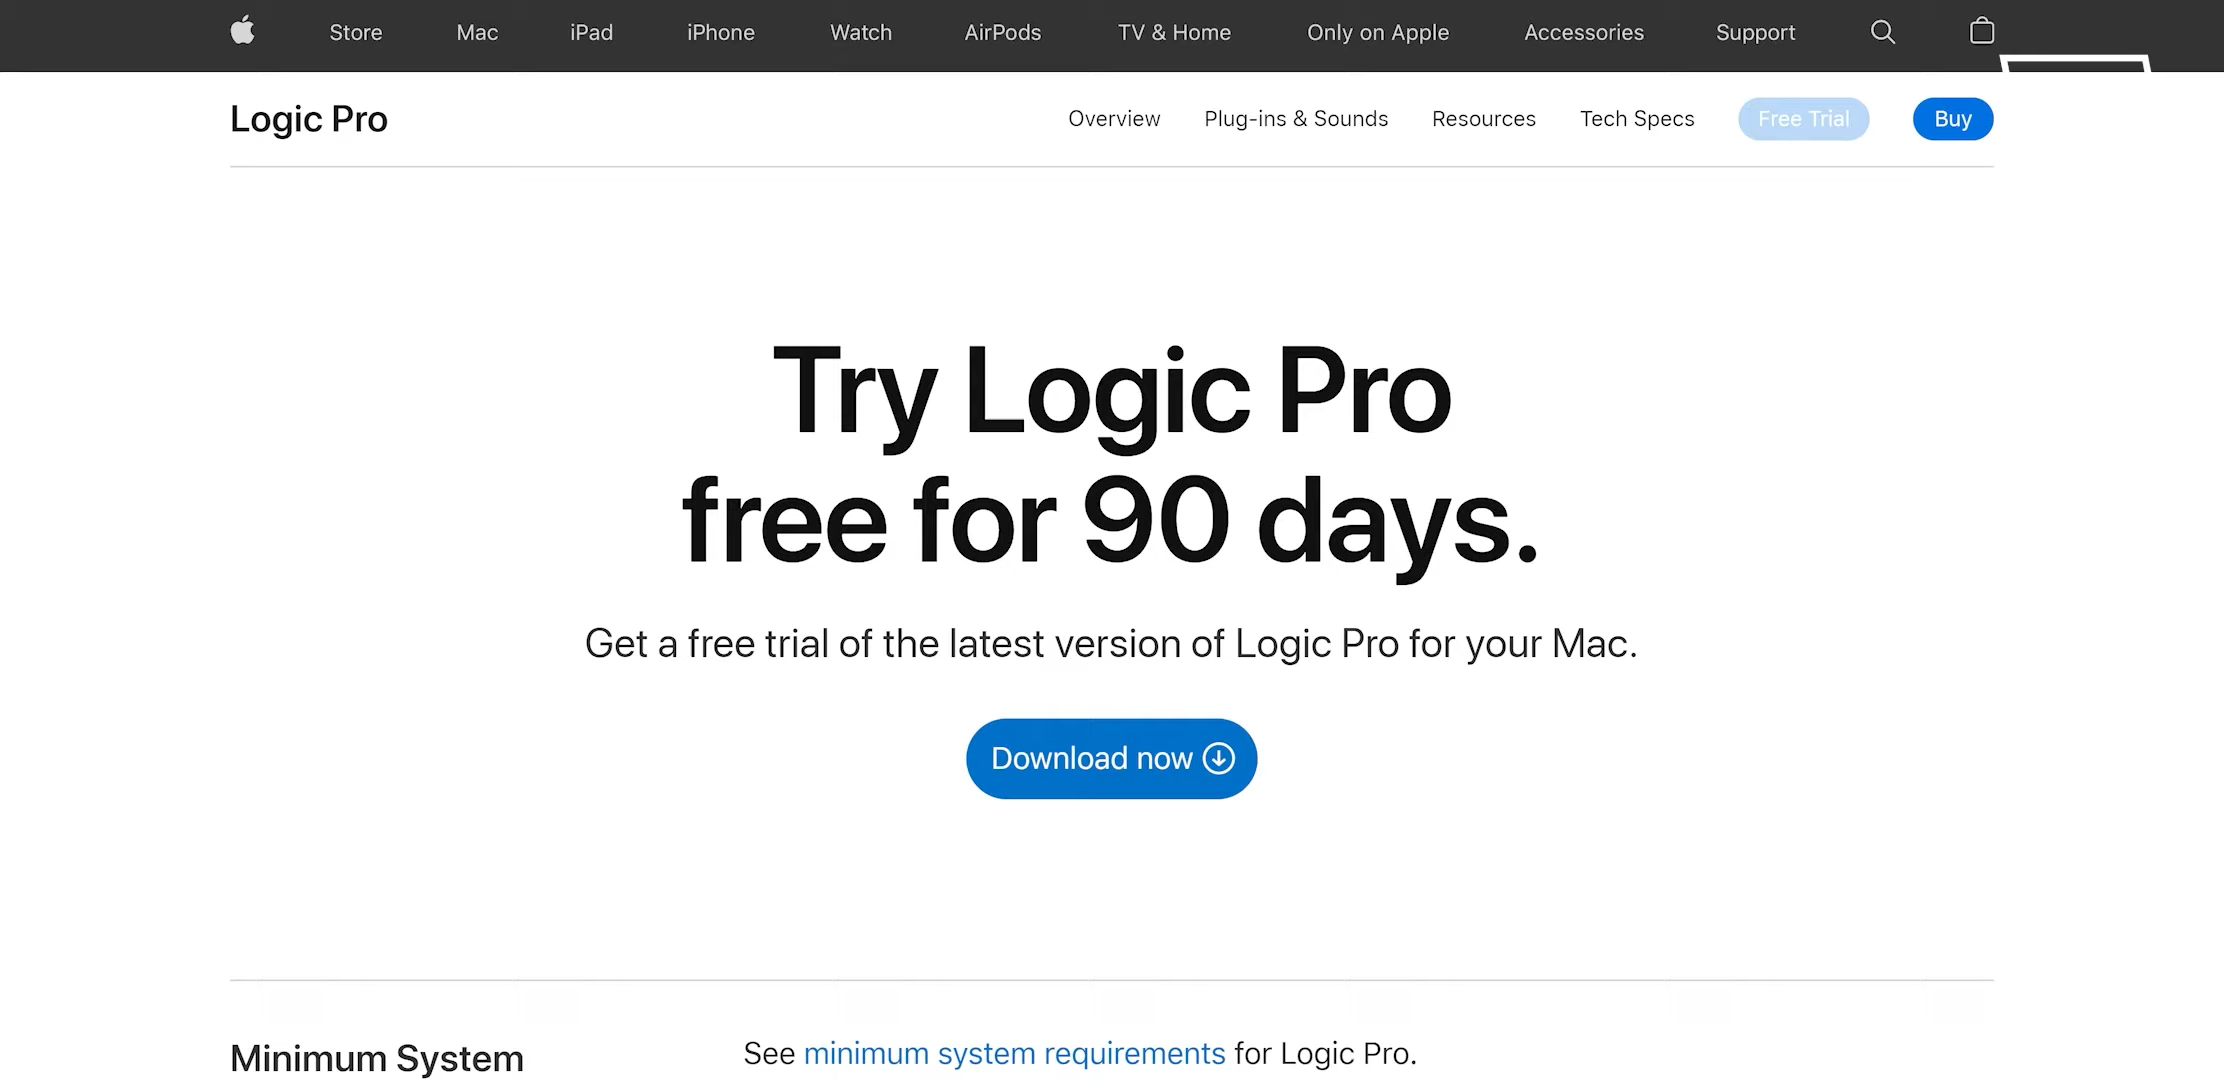 Store Mac iPad iPhone Watch AirPods TV & Home Only on Apple Accessories Support
Logic Pro Overview Plug-ins & Sounds Resources Tech Specs Free Trial Buy
Try Logic Pro
free for 90 days.
Get a free trial of the latest version of Logic Pro for your Mac.
Download now
Minimum System See minimum system requirements for Logic Pro.